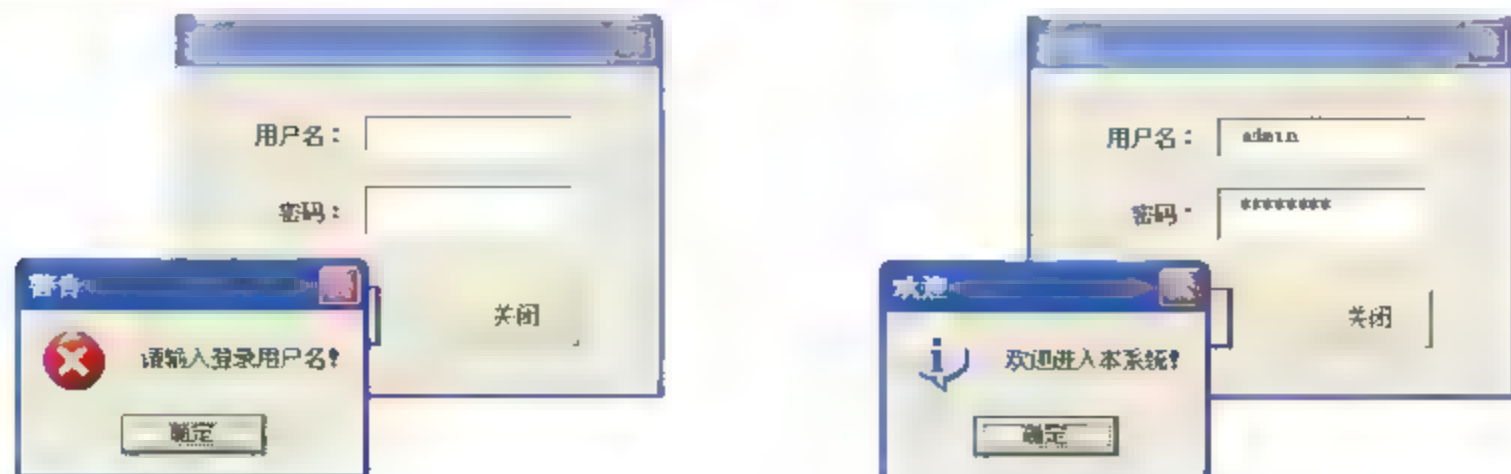 用户名：
密码：
关闭
警告
请输入登录用户名!
确定
用户名：
admin
密码：
********
关闭
欢迎
欢迎进入本系统!
确定